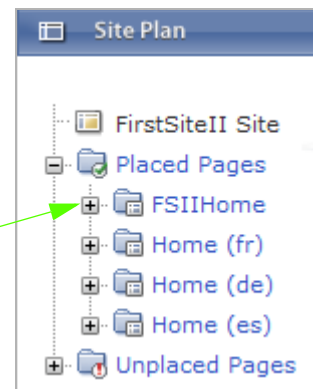 Site Plan
FirstSiteII Site
Placed Pages
FSIIHome
Home (fr)
Home (de)
Home (es)
Unplaced Pages